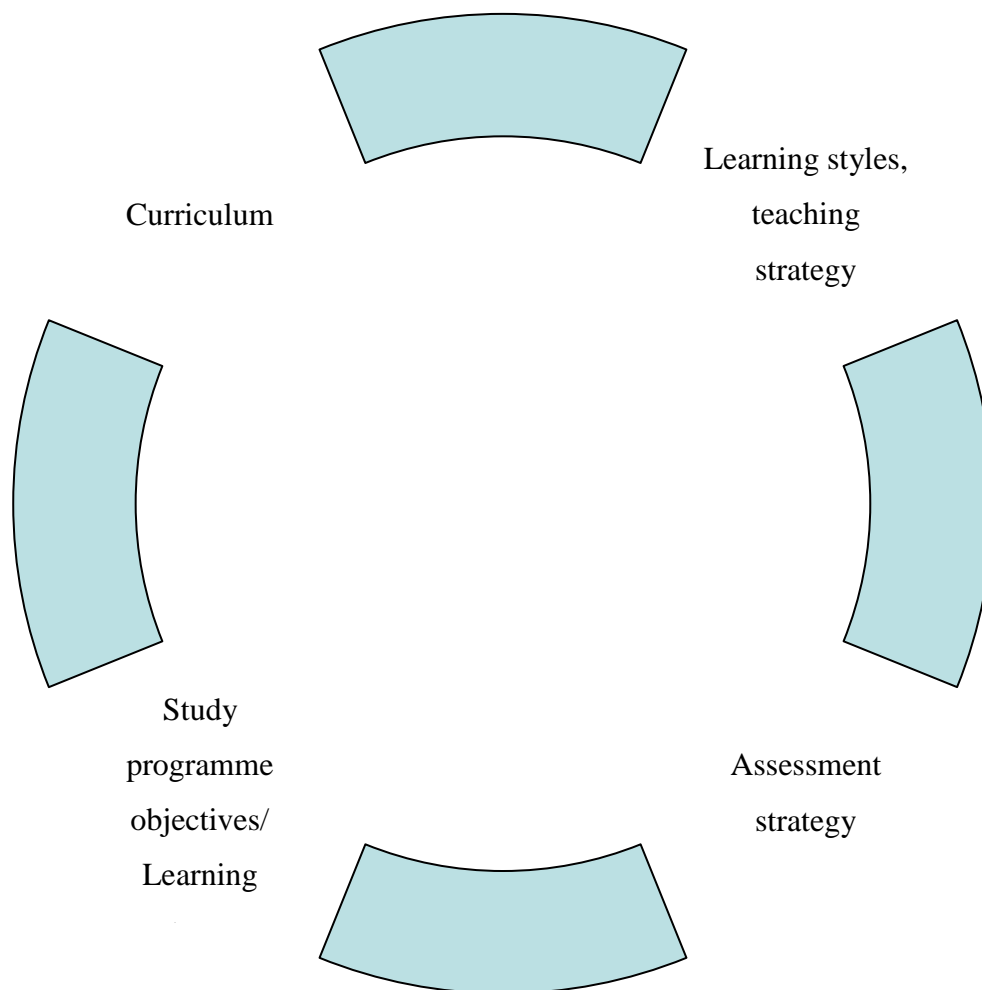 Curriculum
Learning styles,
teaching
strategy
Study
programme
objectives/
Learning
Assessment
strategy